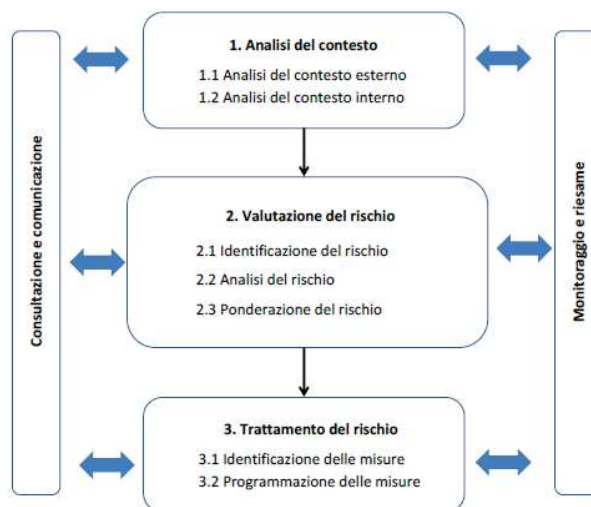 Consultazione e comunicazione
1. Analisi del contesto
1.1 Analisi del contesto esterno
1.2 Analisi del contesto interno
2. Valutazione del rischio
2.1 Identificazione del rischio
2.2 Analisi del rischio
2.3 Ponderazione del rischio
3. Trattamento del rischio
3.1 Identificazione delle misure
3.2 Programmazione delle misure
Monitoraggio e riesame